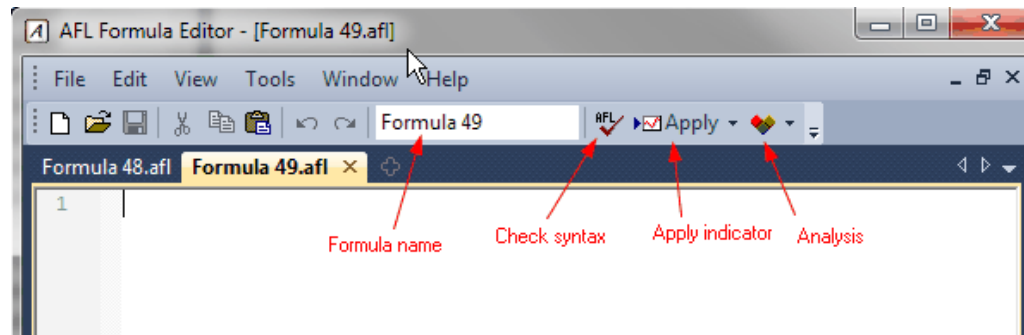 AFL Formula Editor - [Formula 49.afl]
File Edit View Tools Window Help
Formula 49 AFL Apply
Formula 48.afl Formula 49.afl
1
Formula name Check syntax Apply indicator Analysis